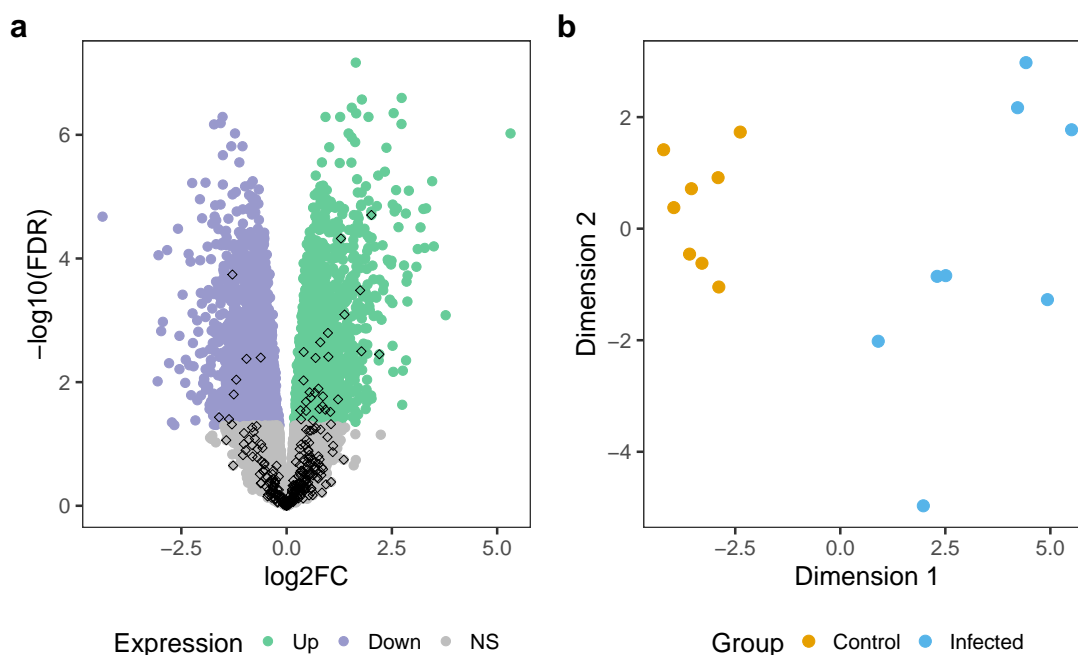 a
−log10(FDR)
6
4
2
0
−2.5
0.0
2.5
5.0
log2FC
Expression Up Down NS
b
Dimension 2
2
0
−2
−4
−2.5
0.0
2.5
5.0
Dimension 1
Group Control Infected